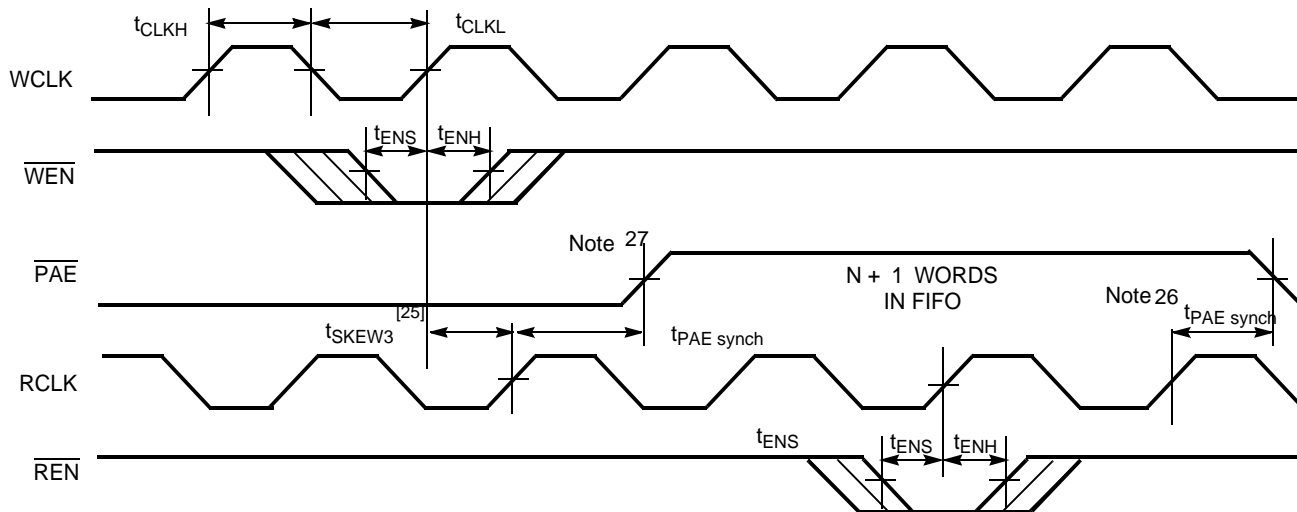 tCLKH
tCLKL
WCLK
tENS
tENH
WEN
Note 27
PAE
N + 1 WORDS
IN FIFO
Note 26
[25]
tSKEW3
tPAE synch
tPAE synch
RCLK
tENS
tENS
tENH
REN